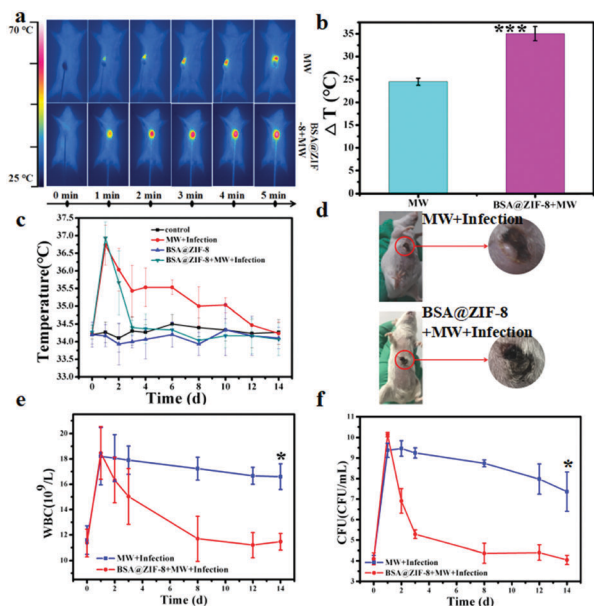 a
70 °C
25 °C
MW
BSA@ZIF
-8+MW
0 min
1 min
2 min
3 min
4 min
5 min
b
Δ T (°C)
35
30
25
20
15
10
5
0
***
MW
BSA@ZIF-8+MW
c
Temperature(°C)
37.5
37.0
36.5
36.0
35.5
35.0
34.5
34.0
33.5
33.0
control
MW+Infection
BSA@ZIF-8
BSA@ZIF-8+MW+Infection
0 2 4 6 8 10 12 14
Time (d)
d
MW+Infection
BSA@ZIF-8
+MW+Infection
e
WBC(10^9/L)
20
18
16
14
12
10
*
MW+Infection
BSA@ZIF-8+MW+Infection
0 2 4 6 8 10 12 14
Time (d)
f
CFU(CFU/mL)
11
10
9
8
7
6
5
4
3
*
MW+Infection
BSA@ZIF-8+MW+Infection
0 2 4 6 8 10 12 14
Time (d)